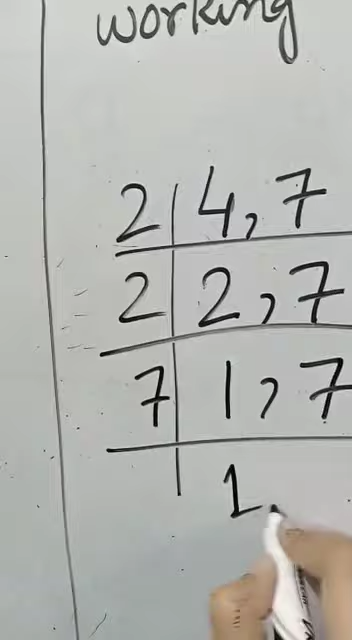 working
2 | 4, 7
2 | 2, 7
7 | 1, 7
1,